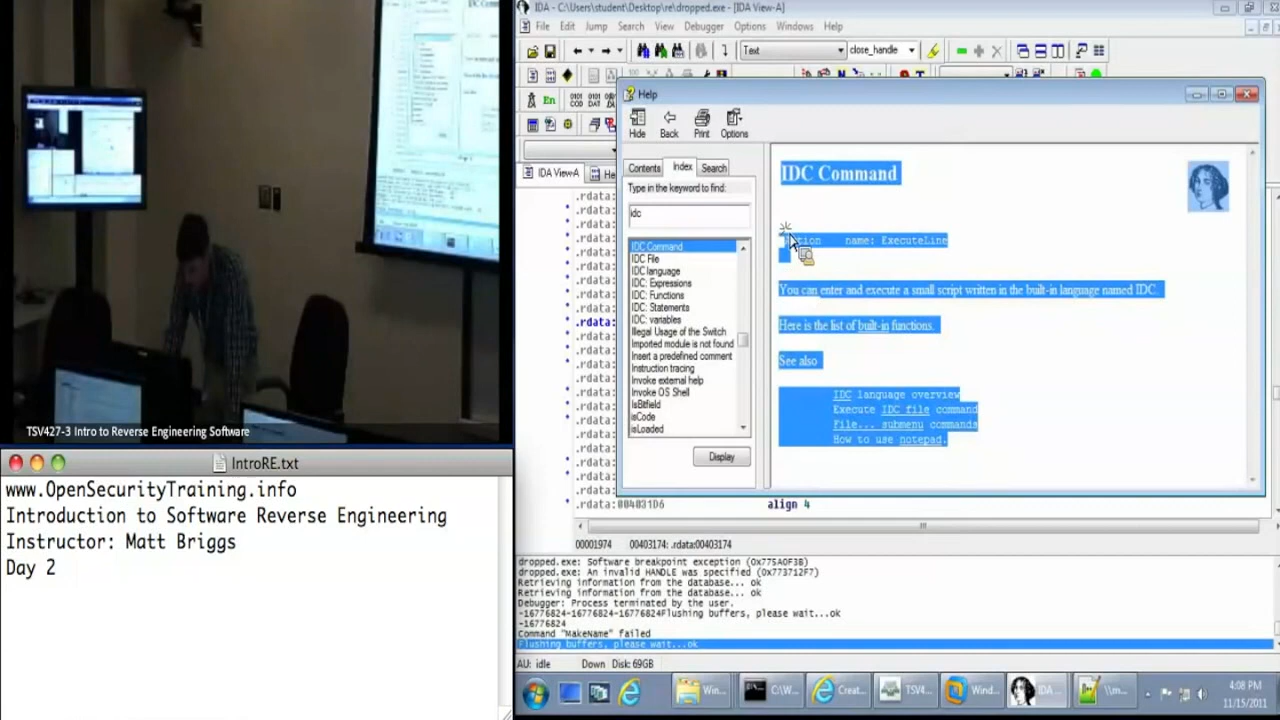 TSV427-3 Intro to Reverse Engineering Software
IntroRE.txt
www.OpenSecurityTraining.info
Introduction to Software Reverse Engineering
Instructor: Matt Briggs
Day 2
IDA - C:\Users\student\Desktop\re\dropped.exe - [IDA View-A]
File Edit Jump Search View Debugger Options Windows Help
Text close_handle
En
IDA View-A
Help
Hide Back Print Options
Contents Index Search
Type in the keyword to find:
idc
IDC Command
IDC File
IDC language
IDC: Expressions
IDC: Functions
IDC: Statements
IDC: variables
Illegal Usage of the Switch
Imported module is not found
Insert a predefined comment
Instruction tracing
Invoke external help
Invoke OS Shell
IsBitfield
isCode
isLoaded
Display
IDC Command
name: ExecuteLine
You can enter and execute a small script written in the built-in language named IDC.
Here is the list of built-in functions.
See also
IDC language overview
Execute IDC file command
File... submenu commands
How to use notepad.
.rdata:004031D6 align 4
00001974 00403174: .rdata:00403174
dropped.exe: Software breakpoint exception (0x775A0F3B)
dropped.exe: An invalid HANDLE was specified (0x773712F7)
Retrieving information from the database... ok
Retrieving information from the database... ok
Debugger: Process terminated by the user.
-16776824-16776824-16776824Flushing buffers, please wait...ok
-16776824
Command "MakeName" failed
Flushing buffers, please wait...ok
AU: idle Down Disk: 69GB
Win... C:\W... Creat... TSV4... Wind... IDA ... \\m...
4:08 PM
11/15/2011